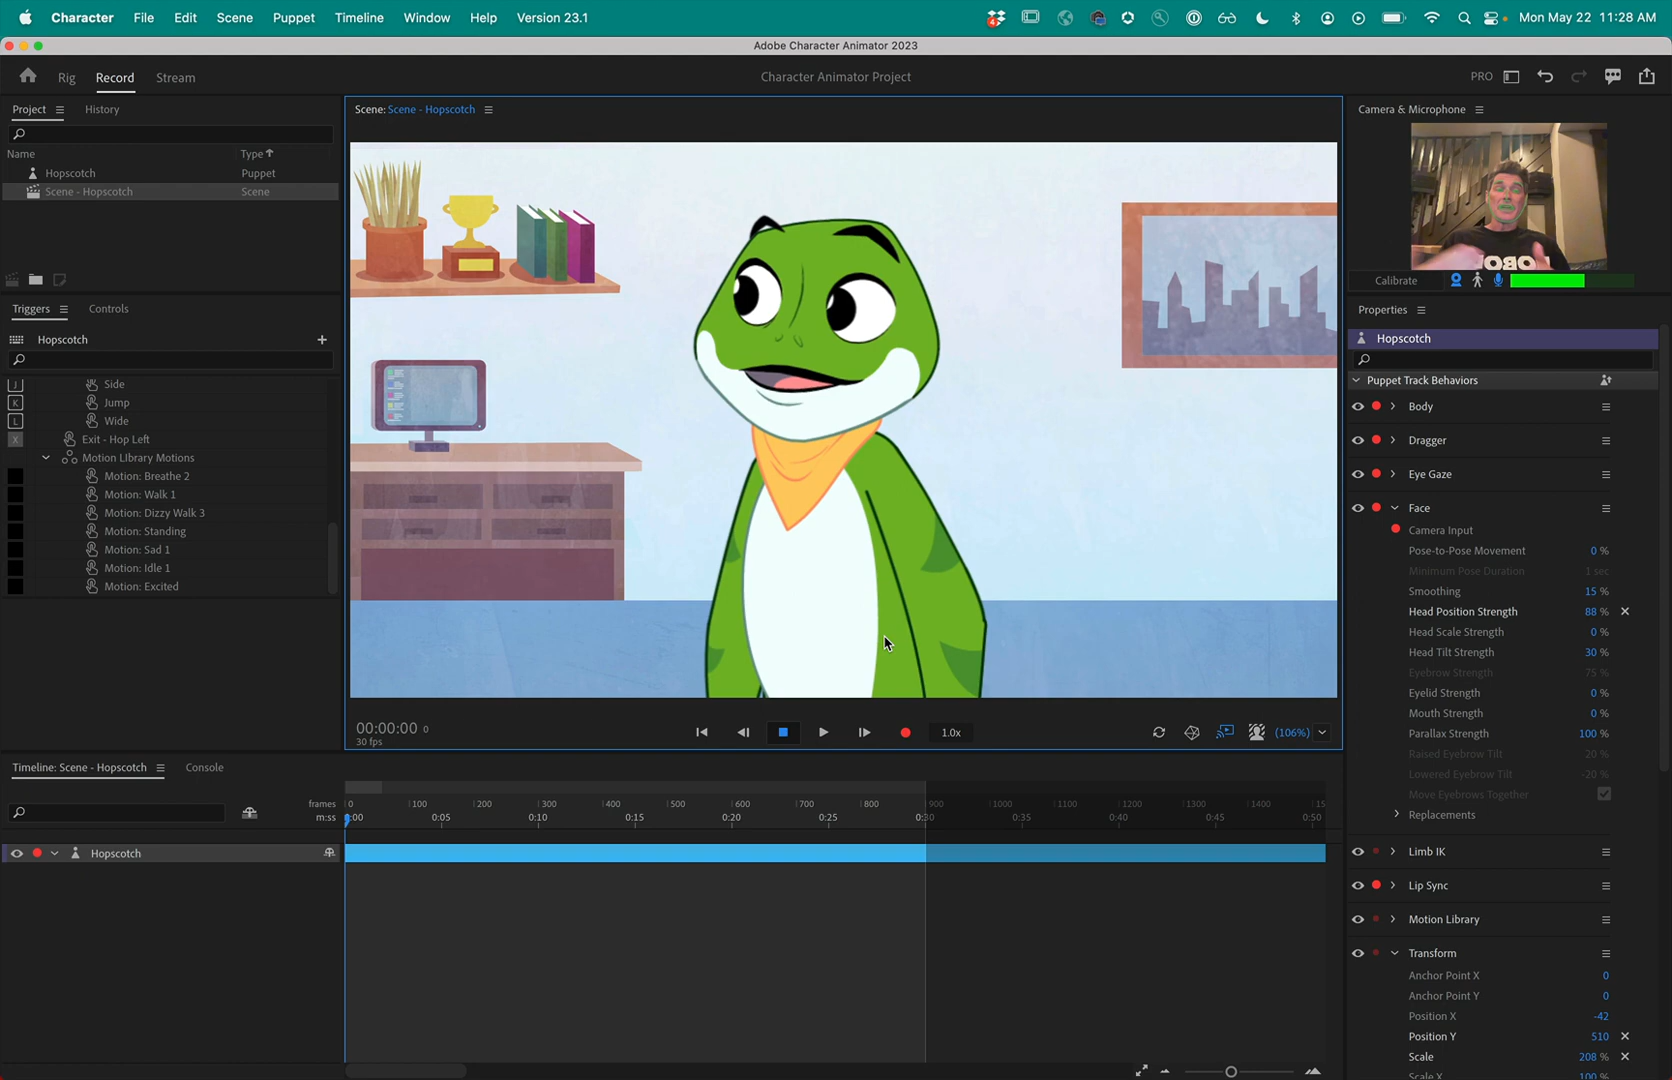 Character File Edit Scene Puppet Timeline Window Help Version 23.1
4
Mon May 22 11:28 AM
Adobe Character Animator 2023
Rig Record Stream
Character Animator Project
PRO
Project History
Name Type
Hopscotch Puppet
Scene - Hopscotch Scene
Triggers Controls
Hopscotch
J Side
K Jump
L Wide
X Exit - Hop Left
Motion LIbrary Motions
Motion: Breathe 2
Motion: Walk 1
Motion: Dizzy Walk 3
Motion: Standing
Motion: Sad 1
Motion: Idle 1
Motion: Excited
Scene: Scene - Hopscotch
00:00:00 0
30 fps
1.0x
(106%)
Camera & Microphone
Calibrate
Properties
Hopscotch
Puppet Track Behaviors
Body
Dragger
Eye Gaze
Face
Camera Input
Pose-to-Pose Movement 0 %
Minimum Pose Duration 1 sec
Smoothing 15 %
Head Position Strength 88 %
Head Scale Strength 0 %
Head Tilt Strength 30 %
Eyebrow Strength 75 %
Eyelid Strength 0 %
Mouth Strength 0 %
Parallax Strength 100 %
Raised Eyebrow Tilt 20 %
Lowered Eyebrow Tilt -20 %
Move Eyebrows Together
Replacements
Limb IK
Lip Sync
Motion Library
Transform
Anchor Point X 0
Anchor Point Y 0
Position X -42
Position Y 510
Scale 208 %
Scale X 100 %
Timeline: Scene - Hopscotch Console
frames 0 100 200 300 400 500 600 700 800 900 1000 1100 1200 1300 1400 15
m:ss 0:00 0:05 0:10 0:15 0:20 0:25 0:30 0:35 0:40 0:45 0:50
Hopscotch